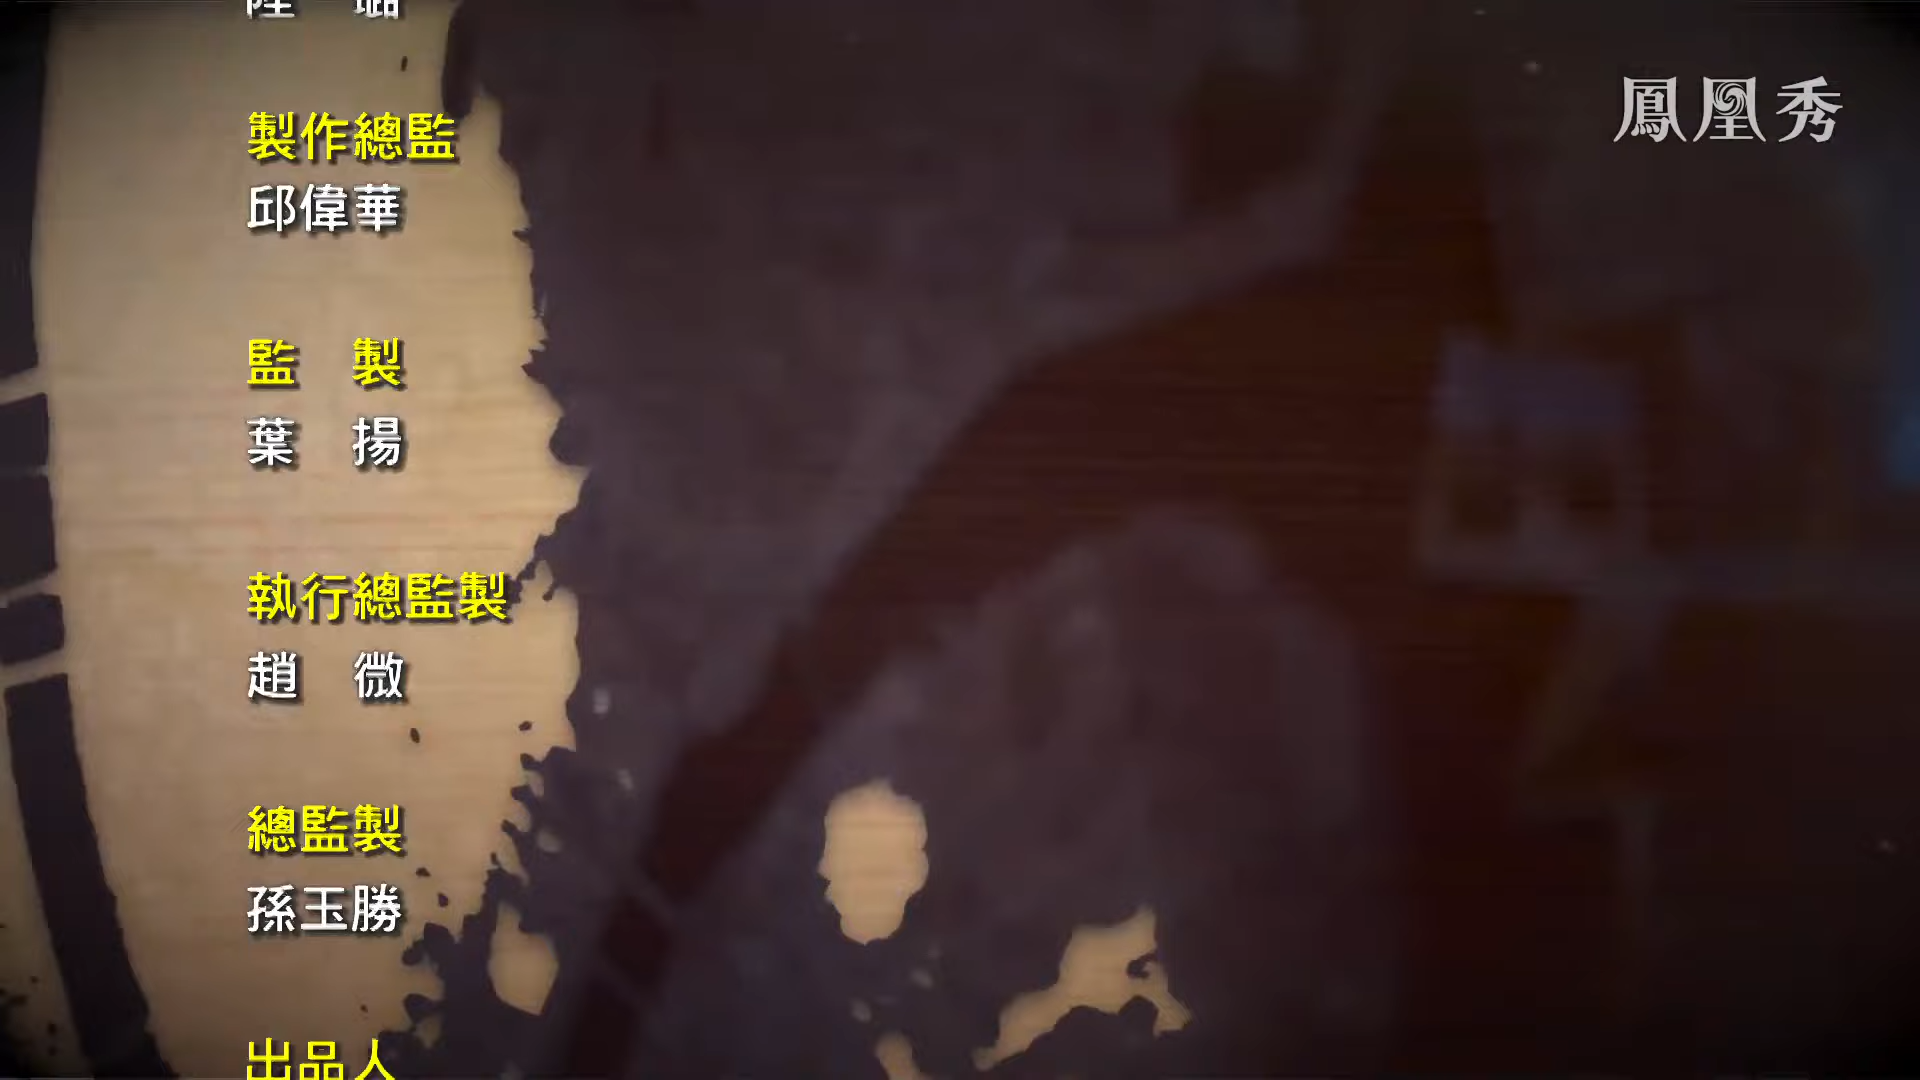 鳳凰秀
製作總監
邱偉華
監 製
葉 揚
執行總監製
趙 微
總監製
孫玉勝
出品人